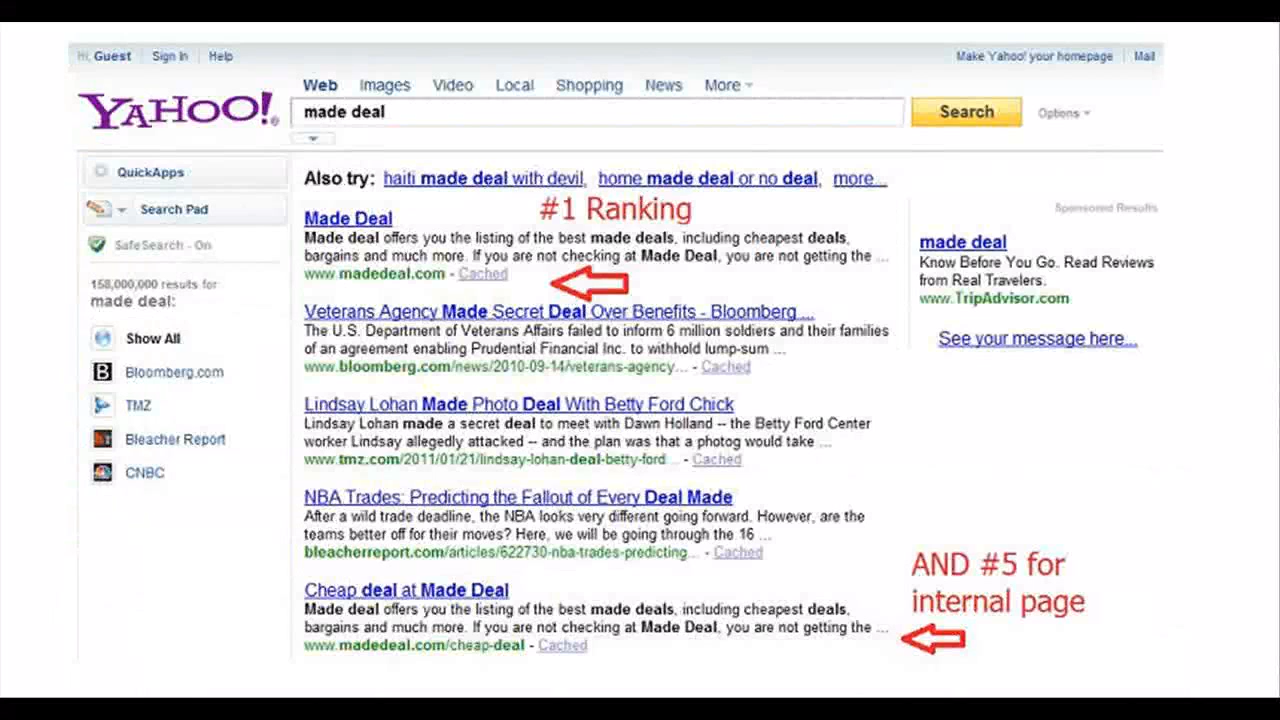 Hi, Guest Sign In Help Make Yahoo! your homepage Mail
Web Images Video Local Shopping News More
YAHOO!® made deal Search Options
QuickApps
Search Pad
SafeSearch - On
158,000,000 results for
made deal:
Show All
B Bloomberg.com
TMZ
Bleacher Report
CNBC
Also try: haiti made deal with devil, home made deal or no deal, more...
#1 Ranking
Made Deal
Made deal offers you the listing of the best made deals, including cheapest deals,
bargains and much more. If you are not checking at Made Deal, you are not getting the ...
www.madedeal.com - Cached
Veterans Agency Made Secret Deal Over Benefits - Bloomberg ...
The U.S. Department of Veterans Affairs failed to inform 6 million soldiers and their families
of an agreement enabling Prudential Financial Inc. to withhold lump-sum ...
www.bloomberg.com/news/2010-09-14/veterans-agency... - Cached
Lindsay Lohan Made Photo Deal With Betty Ford Chick
Lindsay Lohan made a secret deal to meet with Dawn Holland -- the Betty Ford Center
worker Lindsay allegedly attacked -- and the plan was that a photog would take ...
www.tmz.com/2011/01/21/lindsay-lohan-deal-betty-ford... - Cached
NBA Trades: Predicting the Fallout of Every Deal Made
After a wild trade deadline, the NBA looks very different going forward. However, are the
teams better off for their moves? Here, we will be going through the 16 ...
bleacherreport.com/articles/622730-nba-trades-predicting... - Cached
Cheap deal at Made Deal
Made deal offers you the listing of the best made deals, including cheapest deals,
bargains and much more. If you are not checking at Made Deal, you are not getting the ...
www.madedeal.com/cheap-deal - Cached
Sponsored Results
made deal
Know Before You Go. Read Reviews
from Real Travelers.
www.TripAdvisor.com
See your message here...
AND #5 for
internal page